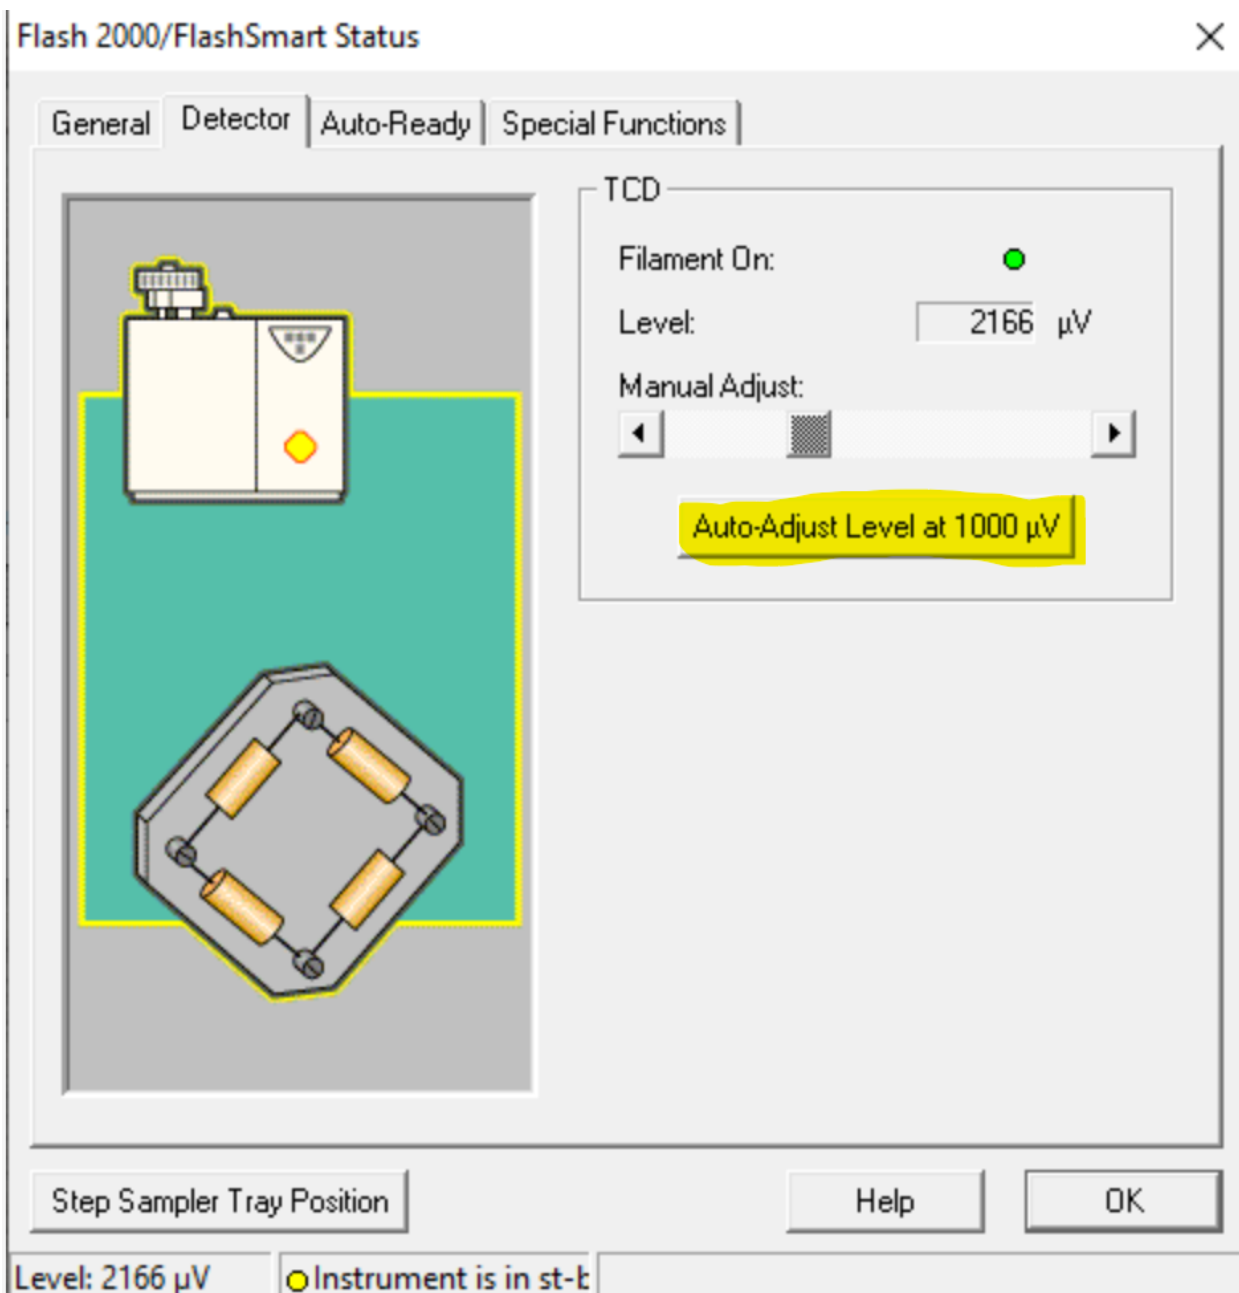 Flash 2000/FlashSmart Status
General Detector Auto-Ready Special Functions
TCD
Filament On:
Level: 2166 µV
Manual Adjust:
Auto-Adjust Level at 1000 µV
Step Sampler Tray Position Help OK
Level: 2166 µV Instrument is in st-b